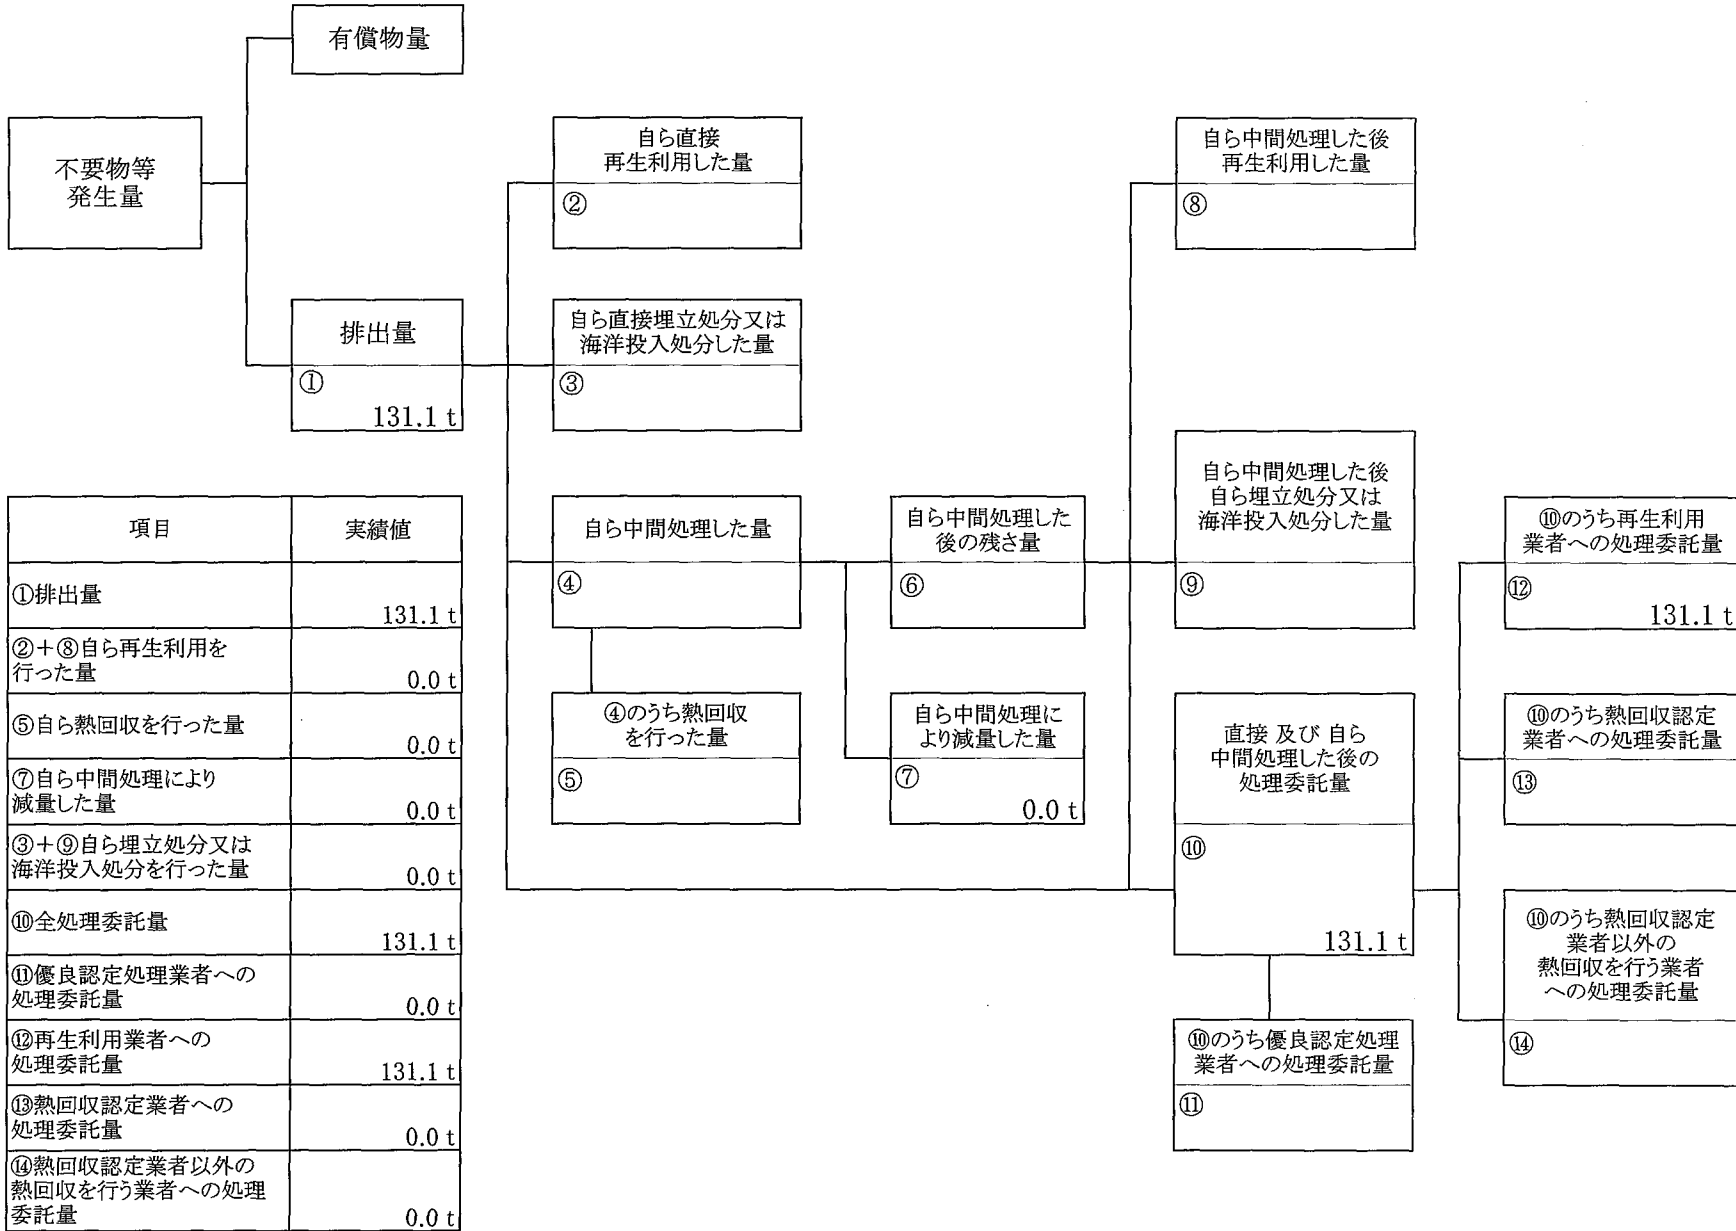 有償物量
不要物等
発生量
自ら直接
再生利用した量
②
自ら中間処理した後
再生利用した量
⑧
排出量
①
131.1 t
自ら直接埋立処分又は
海洋投入処分した量
③
自ら中間処理した量
④
自ら中間処理した
後の残さ量
⑥
自ら中間処理した後
自ら埋立処分又は
海洋投入処分した量
⑨
⑩のうち再生利用
業者への処理委託量
⑫
131.1 t
④のうち熱回収
を行った量
⑤
自ら中間処理に
より減量した量
⑦
0.0 t
直接 及び 自ら
中間処理した後の
処理委託量
⑩
131.1 t
⑩のうち熱回収認定
業者への処理委託量
⑬
⑩のうち熱回収認定
業者以外の
熱回収を行う業者
への処理委託量
⑭
⑩のうち優良認定処理
業者への処理委託量
⑪
項目 実績値
①排出量
131.1 t
②+⑧自ら再生利用を
行った量
0.0 t
⑤自ら熱回収を行った量
0.0 t
⑦自ら中間処理により
減量した量
0.0 t
③+⑨自ら埋立処分又は
海洋投入処分を行った量
0.0 t
⑩全処理委託量
131.1 t
⑪優良認定処理業者への
処理委託量
0.0 t
⑫再生利用業者への
処理委託量
131.1 t
⑬熱回収認定業者への
処理委託量
0.0 t
⑭熱回収認定業者以外の
熱回収を行う業者への処理
委託量
0.0 t